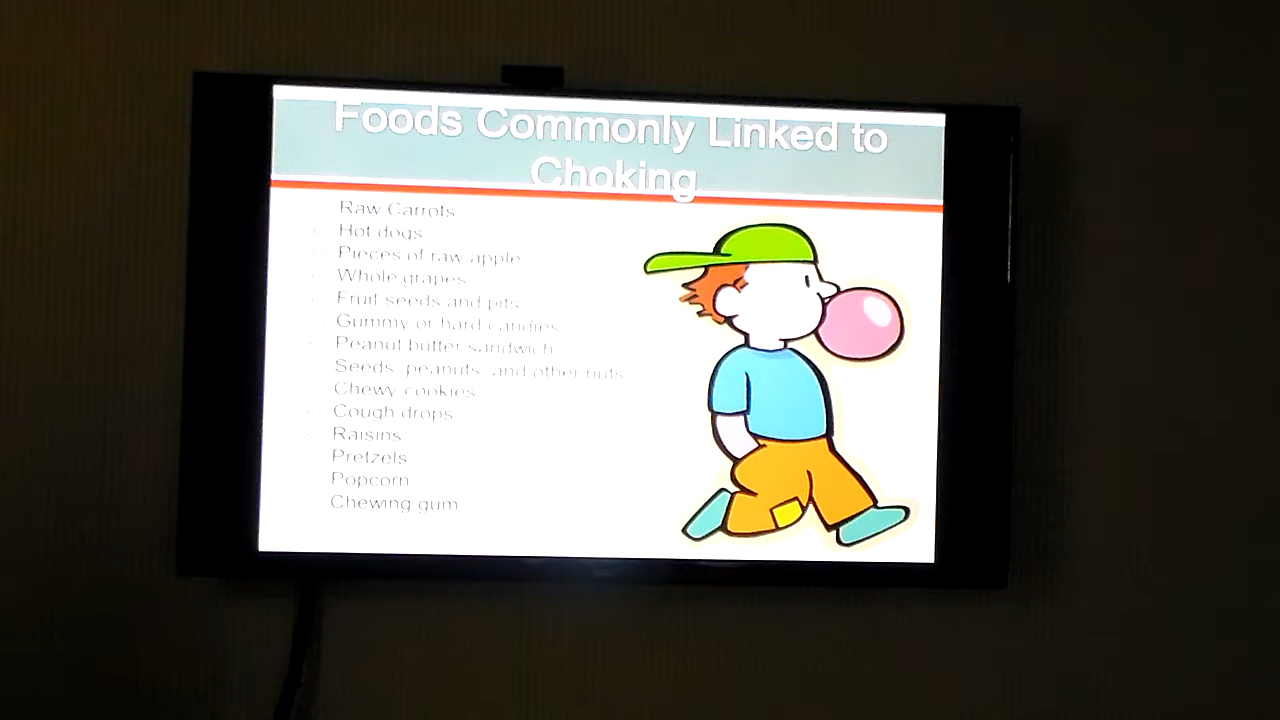 Foods Commonly Linked to
Choking
Raw Carrots
Hot dogs
Pieces of raw apple
Whole grapes
Fruit seeds and pits
Gummy or hard candies
Peanut butter sandwich
Seeds, peanuts, and other nuts
Chewy cookies
Cough drops
Raisins
Pretzels
Popcorn
Chewing gum